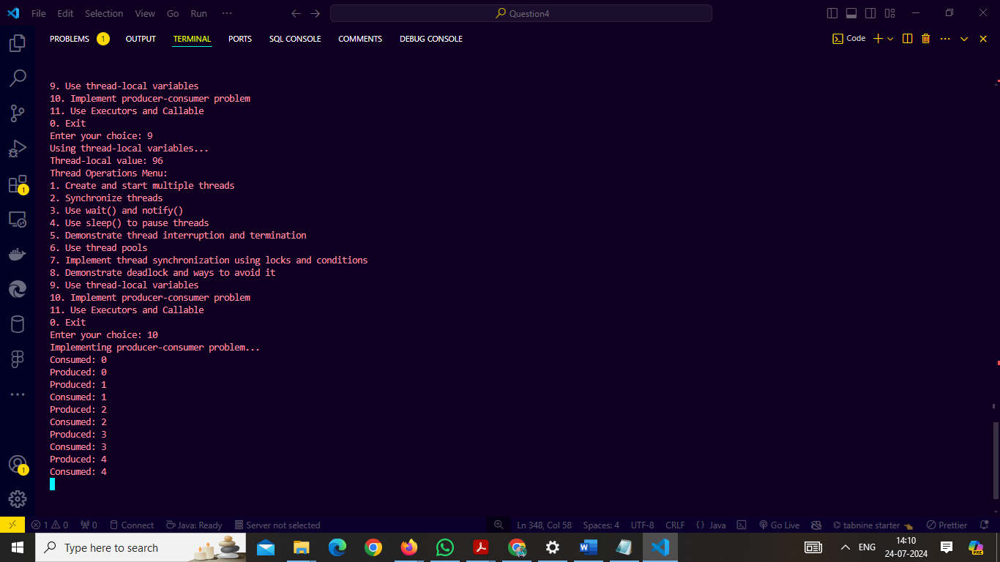 File Edit Selection View Go Run ···
Question4
PROBLEMS 1 OUTPUT TERMINAL PORTS SQL CONSOLE COMMENTS DEBUG CONSOLE
Code
9. Use thread-local variables
10. Implement producer-consumer problem
11. Use Executors and Callable
0. Exit
Enter your choice: 9
Using thread-local variables...
Thread-local value: 96
Thread Operations Menu:
1. Create and start multiple threads
2. Synchronize threads
3. Use wait() and notify()
4. Use sleep() to pause threads
5. Demonstrate thread interruption and termination
6. Use thread pools
7. Implement thread synchronization using locks and conditions
8. Demonstrate deadlock and ways to avoid it
9. Use thread-local variables
10. Implement producer-consumer problem
11. Use Executors and Callable
0. Exit
Enter your choice: 10
Implementing producer-consumer problem...
Consumed: 0
Produced: 0
Produced: 1
Consumed: 1
Produced: 2
Consumed: 2
Produced: 3
Consumed: 3
Produced: 4
Consumed: 4
1
1
1 0 0 Connect Java: Ready Server not selected Ln 348, Col 58 Spaces: 4 UTF-8 CRLF {} Java Go Live tabnine starter Prettier
Type here to search
ENG
14:10
24-07-2024
PRE